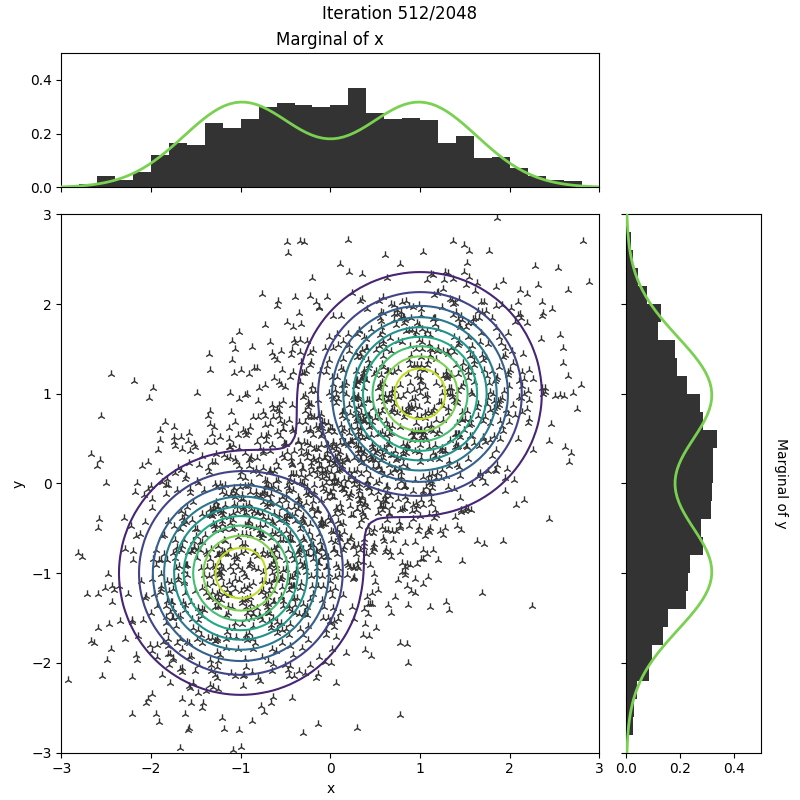 Iteration 512/2048
Marginal of x
0.4
0.2
0.0
3
2
1
0
−1
−2
−3
y
−3 −2 −1 0 1 2 3
x
0.0 0.2 0.4
Marginal of y